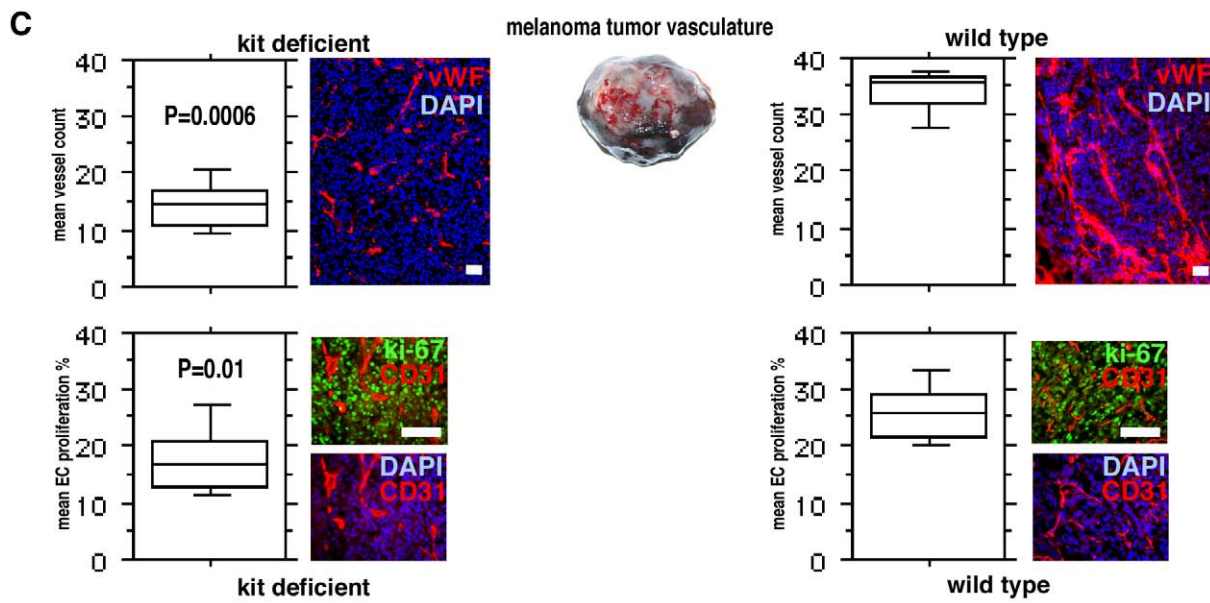 C
melanoma tumor vasculature
kit deficient
mean vessel count
40
30
20
10
0
P=0.0006
vWF
DAPI
wild type
mean vessel count
40
30
20
10
0
vWF
DAPI
mean EC proliferation %
40
30
20
10
0
P=0.01
ki-67
CD31
DAPI
CD31
kit deficient
mean EC proliferation %
40
30
20
10
0
ki-67
CD31
DAPI
CD31
wild type